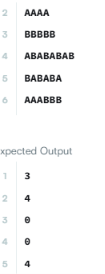 2 AAAA
3 BBBBB
4 ABABABAB
5 BABABA
6 AAABBB
xpected Output
1 3
2 4
3 0
4 0
5 4